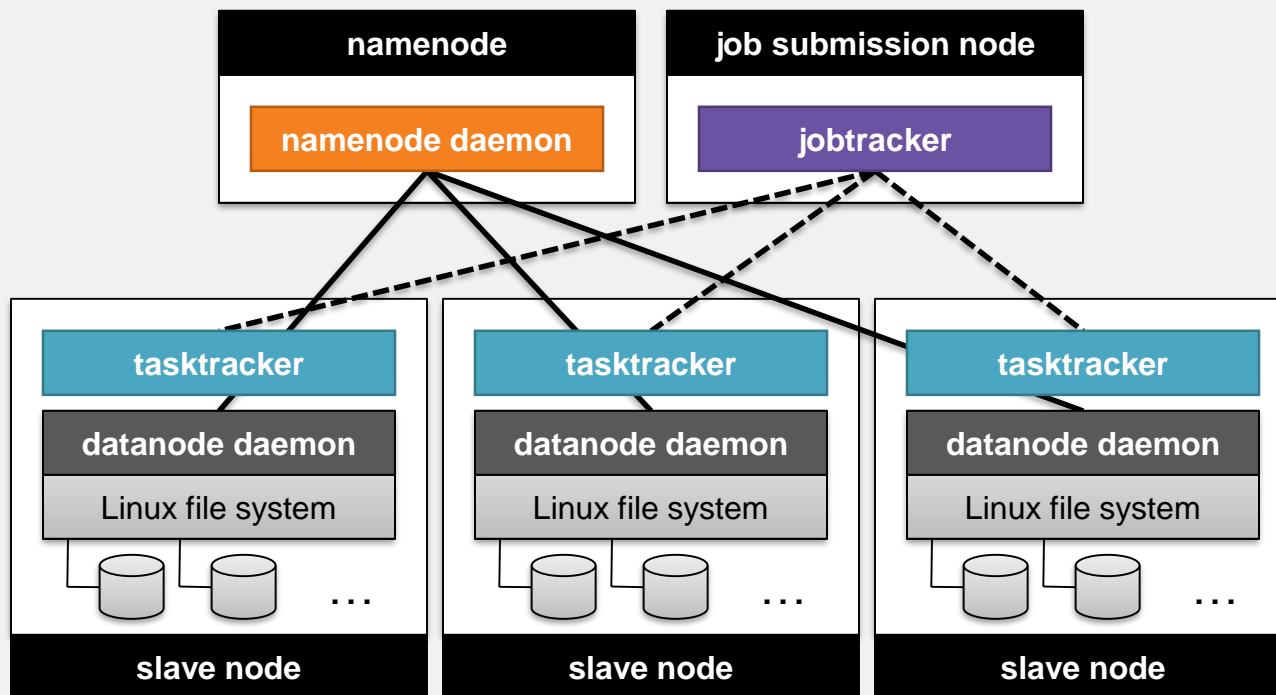 namenode
job submission node
namenode daemon
jobtracker
tasktracker
tasktracker
tasktracker
datanode daemon
datanode daemon
datanode daemon
Linux file system
Linux file system
Linux file system
...
...
...
slave node
slave node
slave node